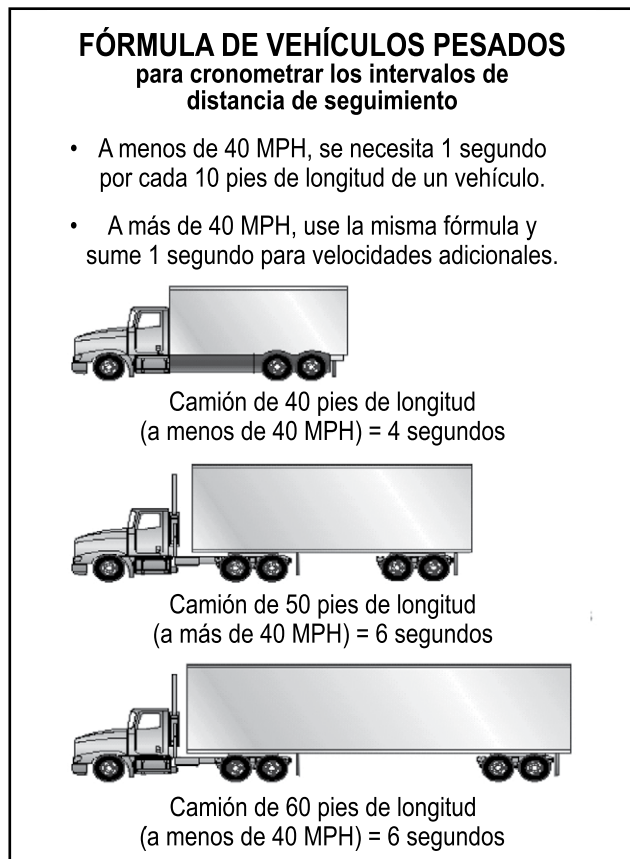 FÓRMULA DE VEHÍCULOS PESADOS
para cronometrar los intervalos de
distancia de seguimiento
• A menos de 40 MPH, se necesita 1 segundo
por cada 10 pies de longitud de un vehículo.
• A más de 40 MPH, use la misma fórmula y
sume 1 segundo para velocidades adicionales.
Camión de 40 pies de longitud
(a menos de 40 MPH) = 4 segundos
Camión de 50 pies de longitud
(a más de 40 MPH) = 6 segundos
Camión de 60 pies de longitud
(a menos de 40 MPH) = 6 segundos